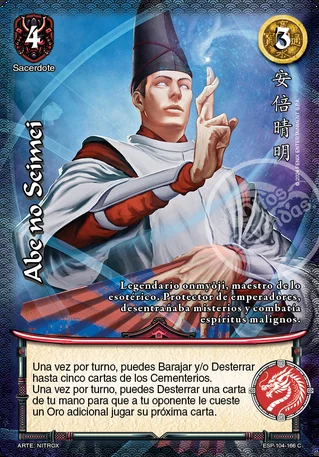 4
3
Sacerdote
安倍晴明
Abe no Seimei
Legendario onmyōji, maestro de lo
esotérico. Protector de emperadores,
desentrañaba misterios y combatía
espíritus malignos.
Una vez por turno, puedes Barajar y/o Desterrar
hasta cinco cartas de los Cementerios.
Una vez por turno, puedes Desterrar una carta
de tu mano para que a tu oponente le cueste
un Oro adicional jugar su próxima carta.
ARTE: NITROX
ESP-104-166 C